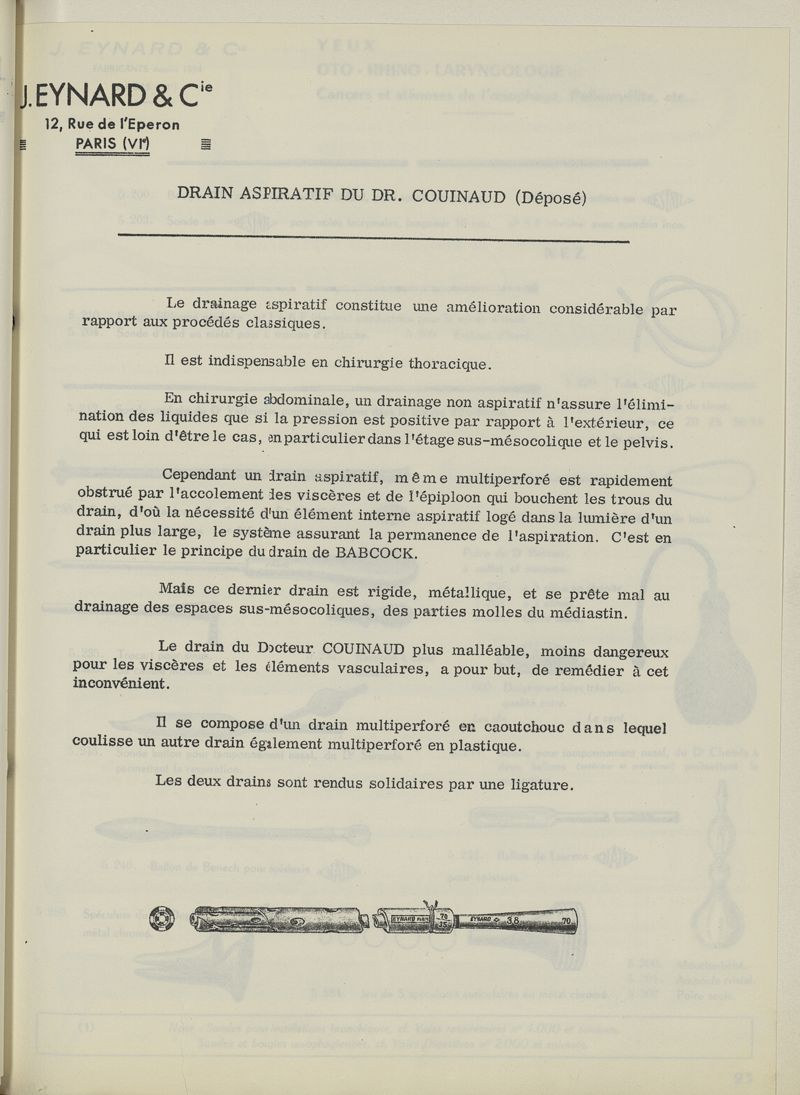 J. EYNARD & Cie
12, Rue de l'Eperon
PARIS (VIe)
DRAIN ASPIRATIF DU DR. COUINAUD (Déposé)
Le drainage aspiratif constitue une amélioration considérable par
rapport aux procédés classiques.
Il est indispensable en chirurgie thoracique.
En chirurgie abdominale, un drainage non aspiratif n'assure l'élimi-
nation des liquides que si la pression est positive par rapport à l'extérieur, ce
qui est loin d'être le cas, en particulier dans l'étage sus-mésocolique et le pelvis.
Cependant un drain aspiratif, même multiperforé est rapidement
obstrué par l'accolement des viscères et de l'épiploon qui bouchent les trous du
drain, d'où la nécessité d'un élément interne aspiratif logé dans la lumière d'un
drain plus large, le système assurant la permanence de l'aspiration. C'est en
particulier le principe du drain de BABCOCK.
Mais ce dernier drain est rigide, métallique, et se prête mal au
drainage des espaces sus-mésocoliques, des parties molles du médiastin.
Le drain du Docteur COUINAUD plus malléable, moins dangereux
pour les viscères et les éléments vasculaires, a pour but, de remédier à cet
inconvénient.
Il se compose d'un drain multiperforé en caoutchouc dans lequel
coulisse un autre drain également multiperforé en plastique.
Les deux drains sont rendus solidaires par une ligature.
EYNARD PARIS 70 35 EYNARD 3,8 70